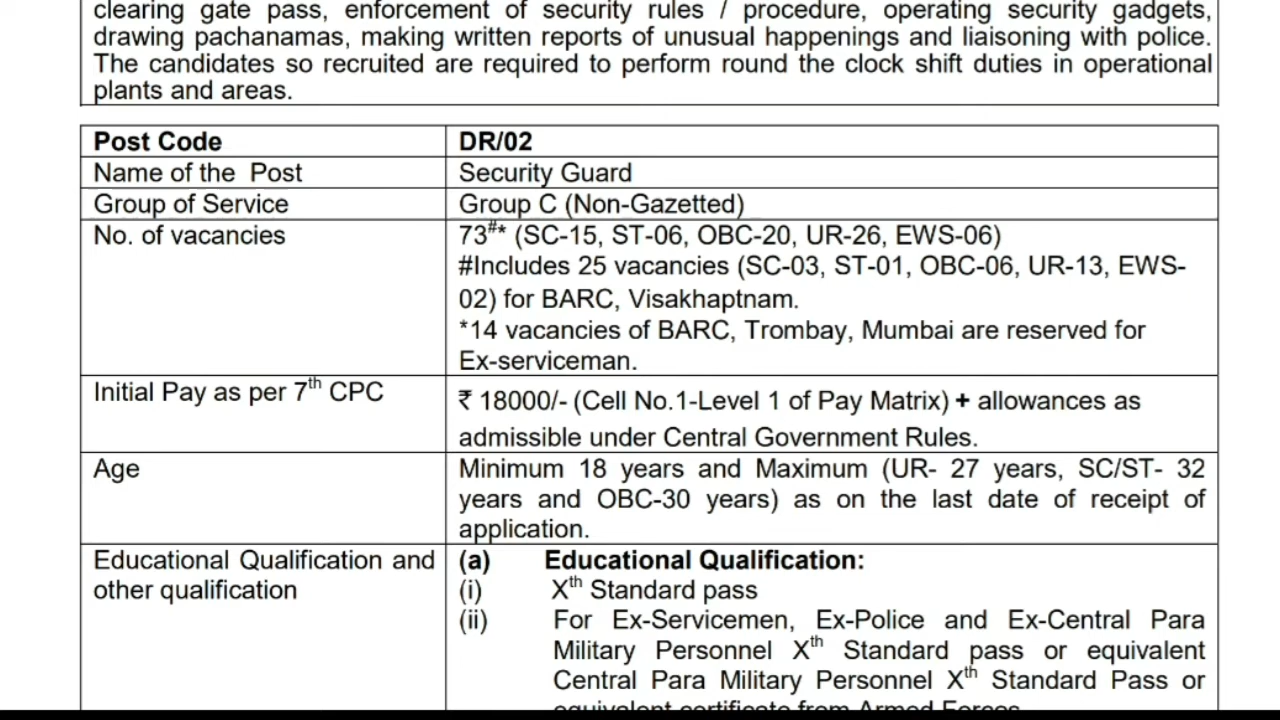 clearing gate pass, enforcement of security rules / procedure, operating security gadgets,
drawing pachanamas, making written reports of unusual happenings and liaisoning with police.
The candidates so recruited are required to perform round the clock shift duties in operational
plants and areas.
Post Code DR/02
Name of the Post Security Guard
Group of Service Group C (Non-Gazetted)
No. of vacancies 73#* (SC-15, ST-06, OBC-20, UR-26, EWS-06)
#Includes 25 vacancies (SC-03, ST-01, OBC-06, UR-13, EWS-
02) for BARC, Visakhaptnam.
*14 vacancies of BARC, Trombay, Mumbai are reserved for
Ex-serviceman.
Initial Pay as per 7th CPC ₹ 18000/- (Cell No.1-Level 1 of Pay Matrix) + allowances as
admissible under Central Government Rules.
Age Minimum 18 years and Maximum (UR- 27 years, SC/ST- 32
years and OBC-30 years) as on the last date of receipt of
application.
Educational Qualification and (a) Educational Qualification:
other qualification (i) Xth Standard pass
(ii) For Ex-Servicemen, Ex-Police and Ex-Central Para
Military Personnel Xth Standard pass or equivalent
Central Para Military Personnel Xth Standard Pass or
equivalent certificate from Armed Forces